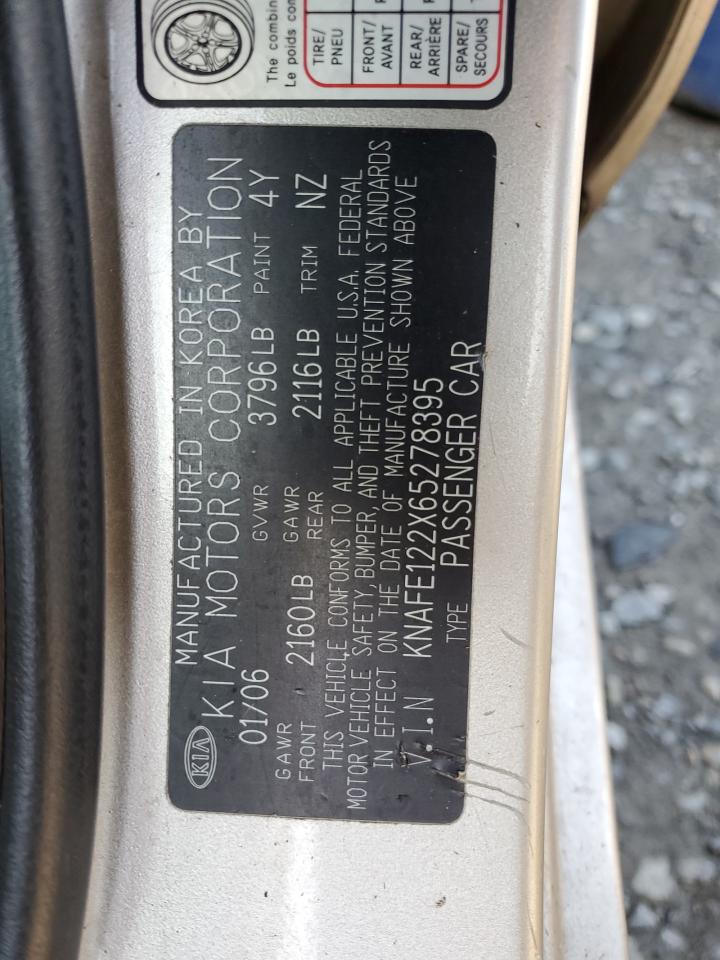 The combin
Le poids com
TIRE/
PNEU
FRONT/
AVANT
REAR/
ARRIÈRE
SPARE/
SECOURS
KIA
MANUFACTURED IN KOREA BY
KIA MOTORS CORPORATION
01/06 GVWR 3796LB PAINT 4Y
GAWR FRONT 2160LB GAWR REAR 2116LB TRIM NZ
THIS VEHICLE CONFORMS TO ALL APPLICABLE U.S.A. FEDERAL
MOTOR VEHICLE SAFETY, BUMPER, AND THEFT PREVENTION STANDARDS
IN EFFECT ON THE DATE OF MANUFACTURE SHOWN ABOVE
V.I.N KNAFE122X65278395
TYPE PASSENGER CAR